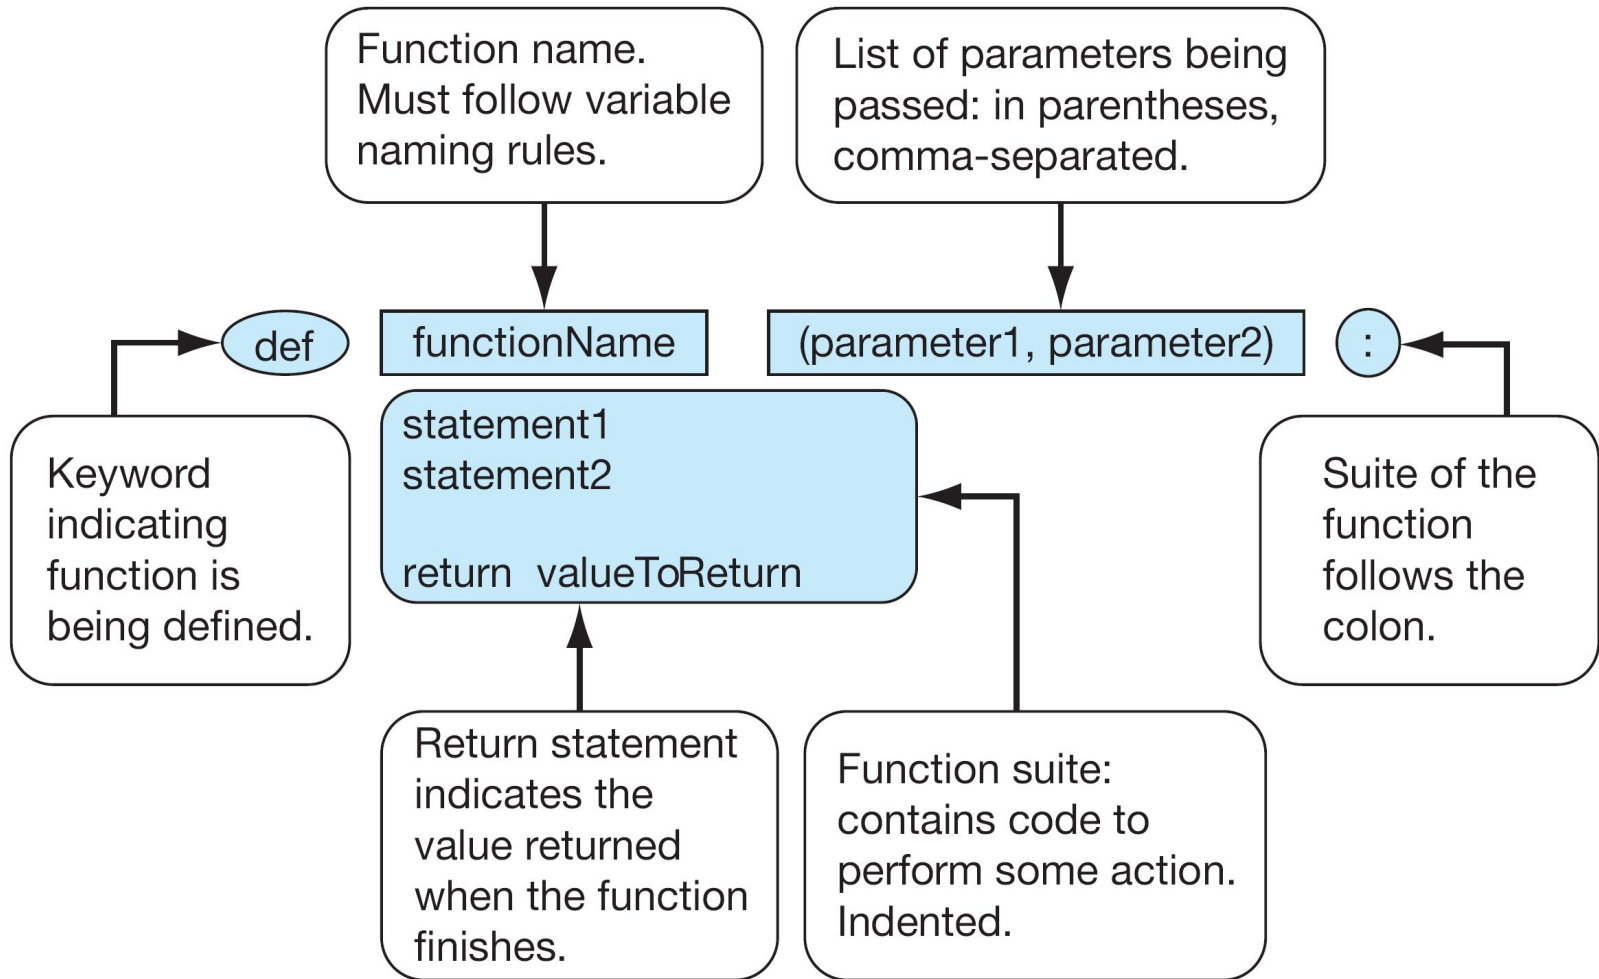 Function name.
Must follow variable
naming rules.
List of parameters being
passed: in parentheses,
comma-separated.
def functionName (parameter1, parameter2) :
statement1
statement2
return valueToReturn
Keyword
indicating
function is
being defined.
Suite of the
function
follows the
colon.
Return statement
indicates the
value returned
when the function
finishes.
Function suite:
contains code to
perform some action.
Indented.